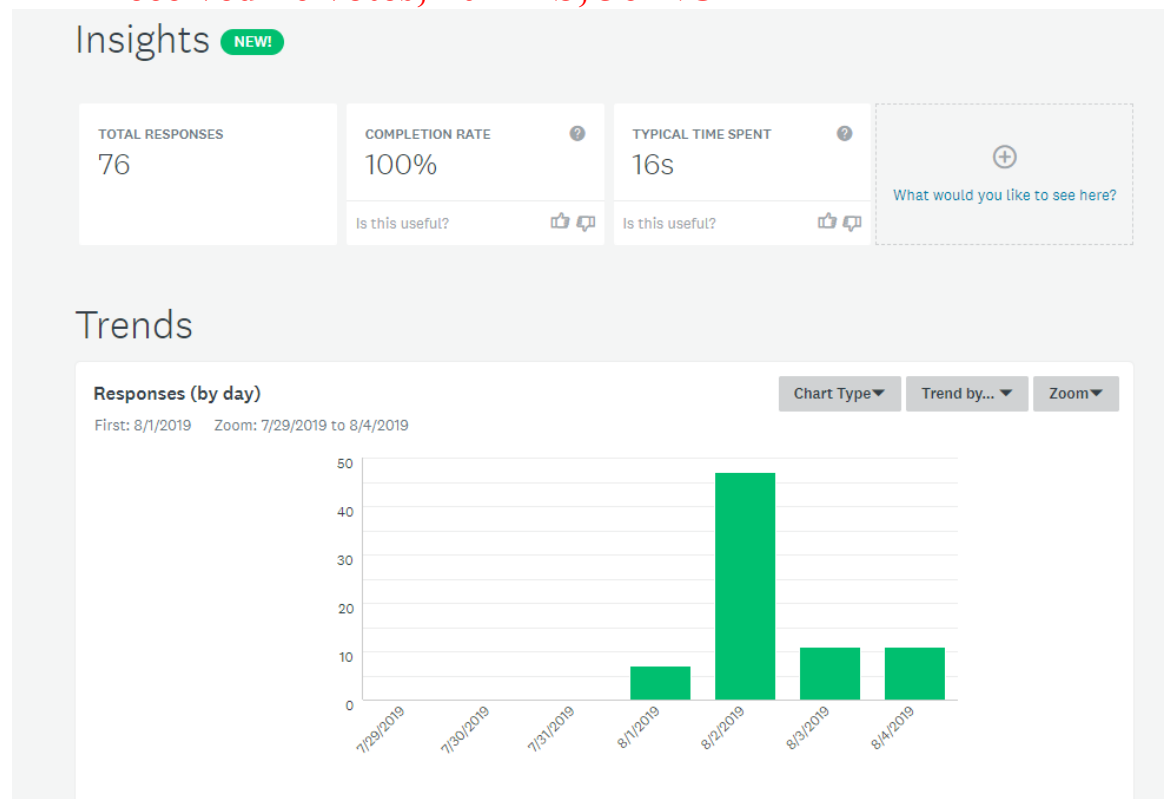 Insights NEW!
TOTAL RESPONSES
76
COMPLETION RATE
100%
Is this useful?
TYPICAL TIME SPENT
16s
Is this useful?
What would you like to see here?
Trends
Responses (by day)
Chart Type Trend by... Zoom
First: 8/1/2019 Zoom: 7/29/2019 to 8/4/2019
50
40
30
20
10
0
7/29/2019
7/30/2019
7/31/2019
8/1/2019
8/2/2019
8/3/2019
8/4/2019